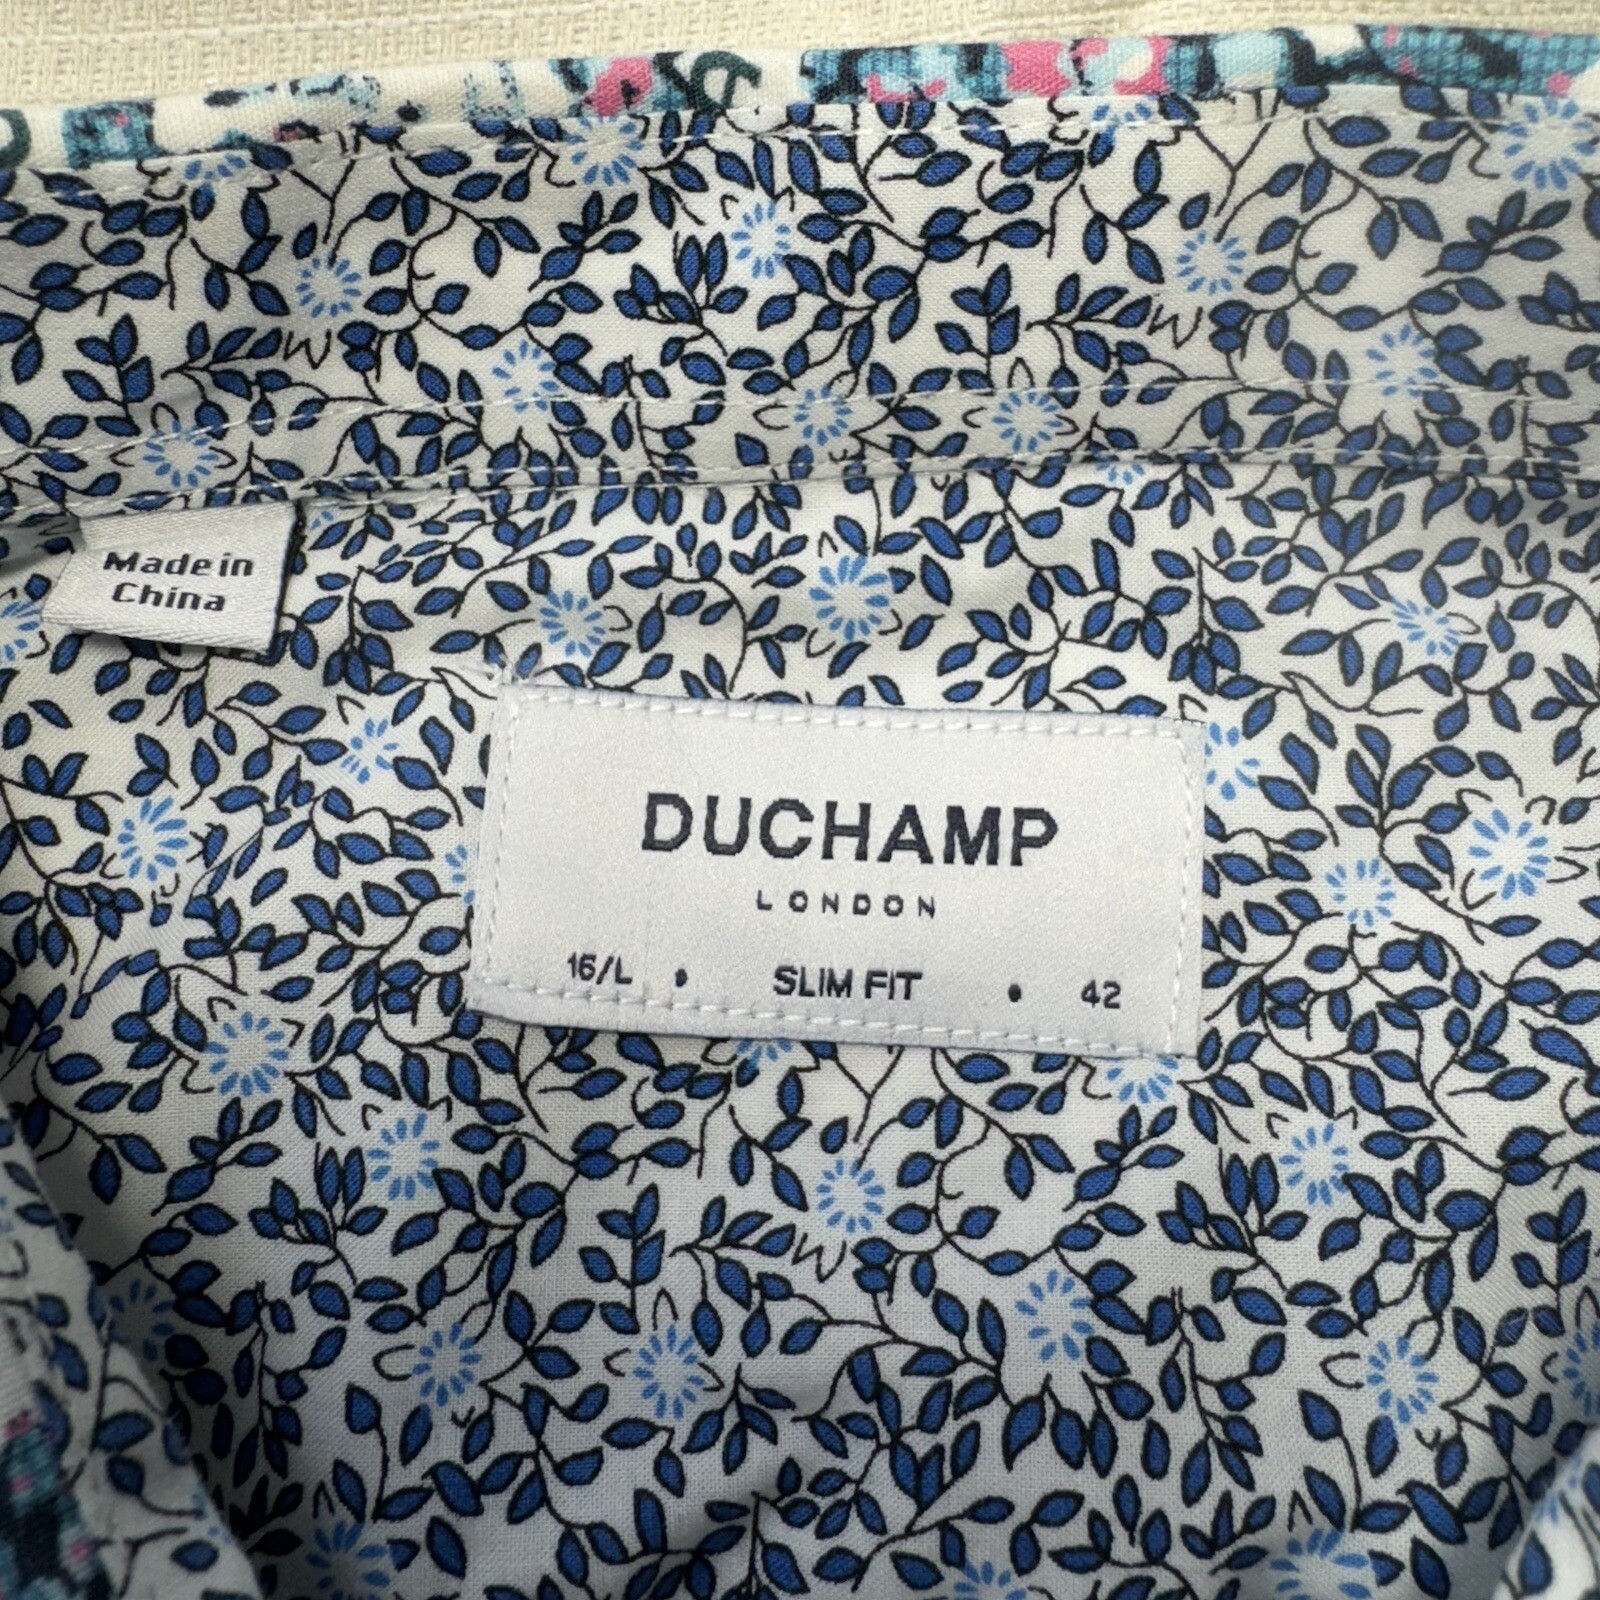 Made in
China
DUCHAMP
LONDON
16/L • SLIM FIT • 42